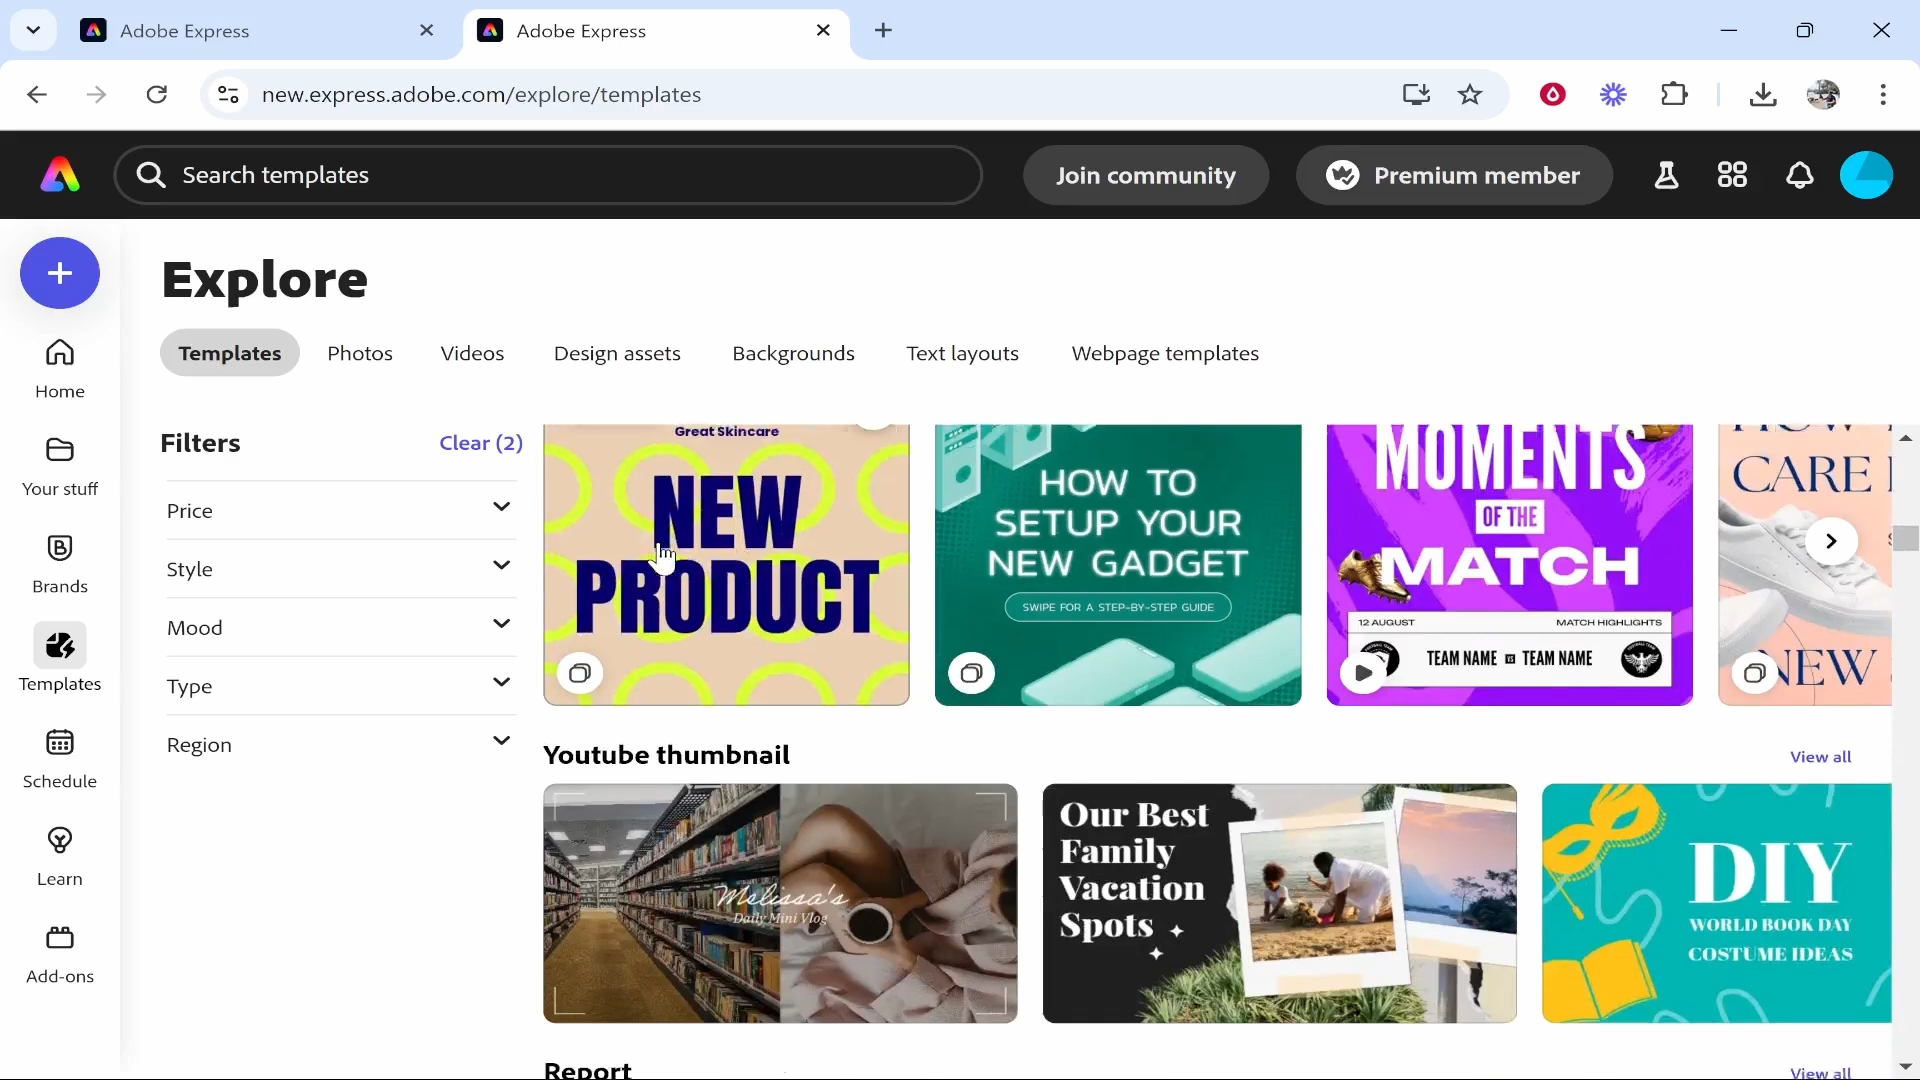 Adobe Express
Adobe Express
new.express.adobe.com/explore/templates
Search templates
Join community
Premium member
Explore
Templates
Photos
Videos
Design assets
Backgrounds
Text layouts
Webpage templates
Home
Your stuff
Brands
Templates
Schedule
Learn
Add-ons
Filters
Clear (2)
Price
Style
Mood
Type
Region
Great Skincare
NEW
PRODUCT
HOW TO
SETUP YOUR
NEW GADGET
SWIPE FOR A STEP-BY-STEP GUIDE
MOMENTS
OF THE
MATCH
12 AUGUST
MATCH HIGHLIGHTS
TEAM NAME VS TEAM NAME
CARE
NEW
Youtube thumbnail
View all
Melissa's
Daily Mini Vlog
Our Best
Family
Vacation
Spots
DIY
WORLD BOOK DAY
COSTUME IDEAS
Report
View all